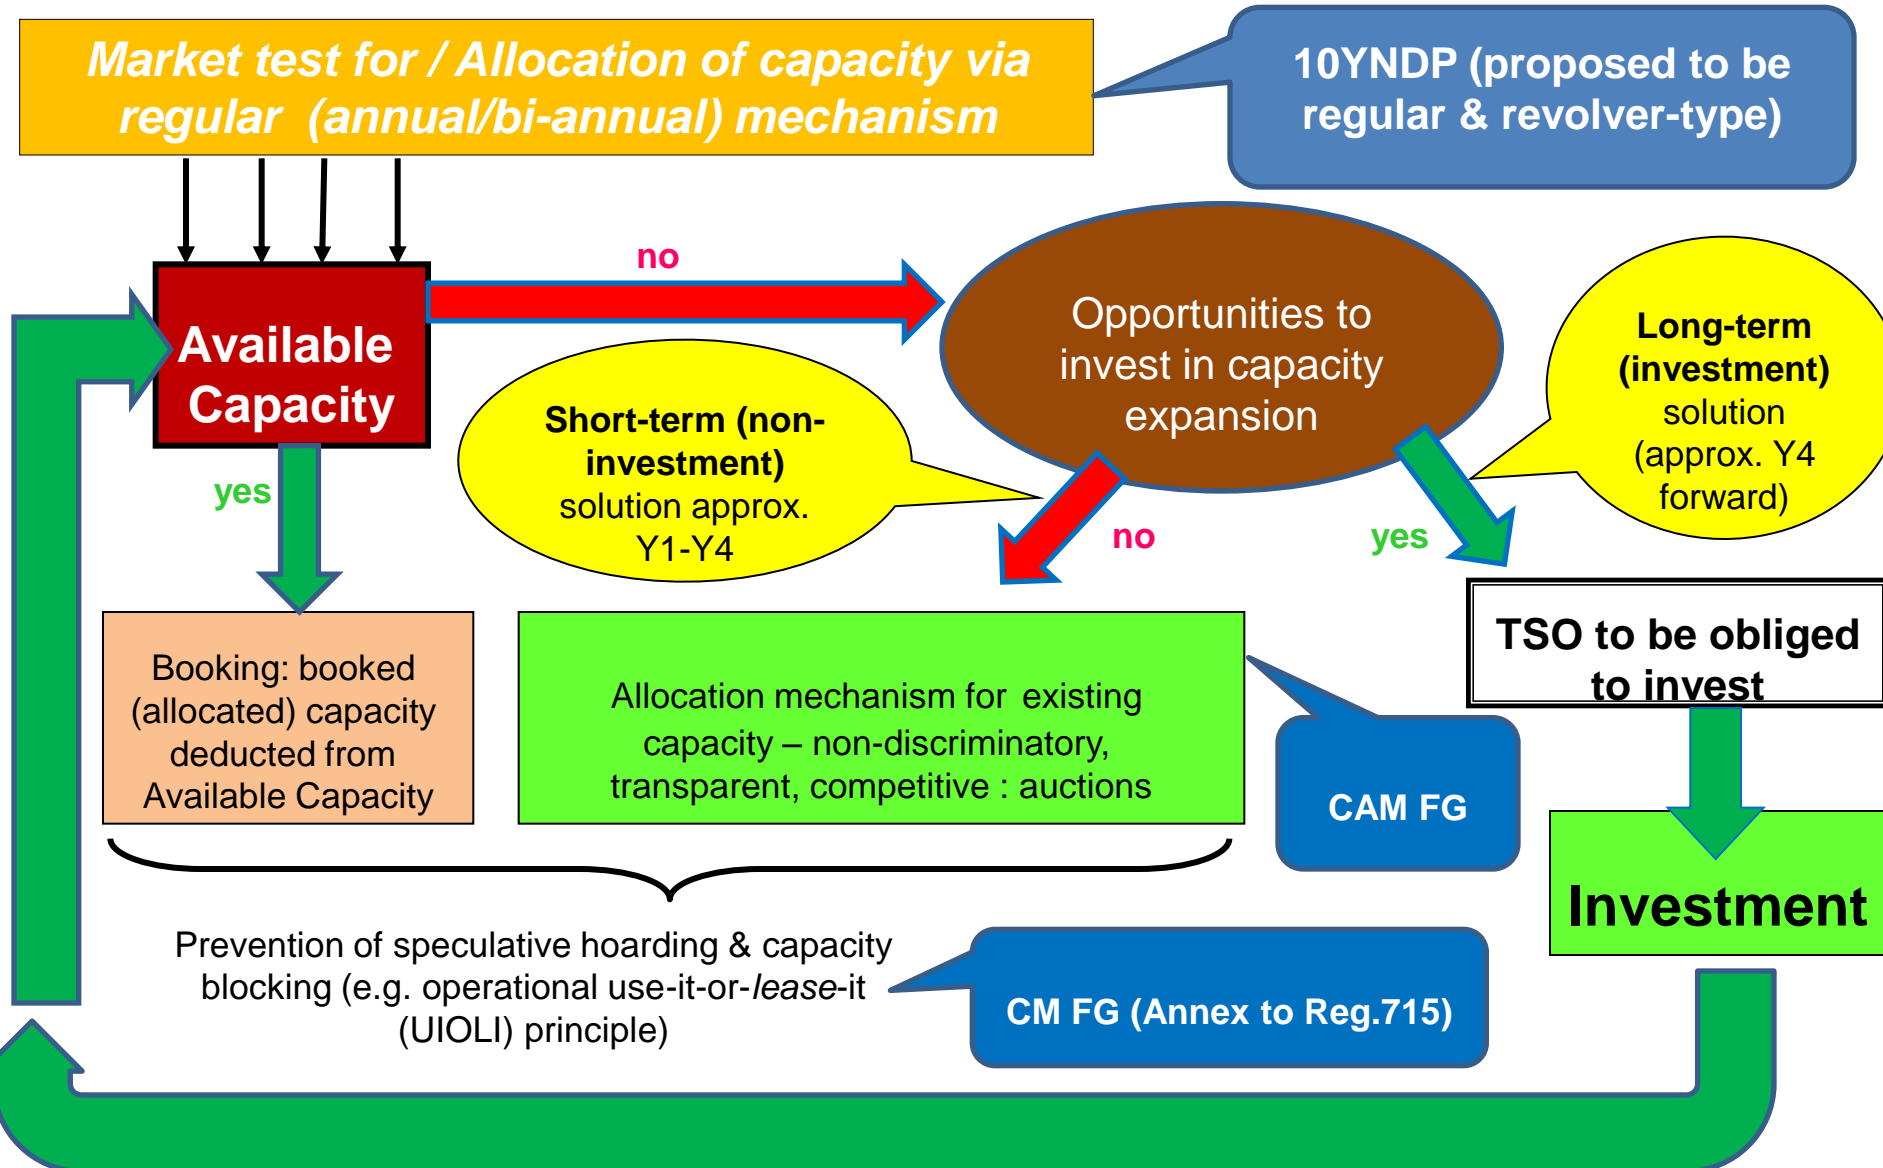 Market test for / Allocation of capacity via
regular (annual/bi-annual) mechanism
10YNDP (proposed to be
regular & revolver-type)
no
Available
Capacity
Opportunities to
invest in capacity
expansion
Long-term
(investment)
solution
(approx. Y4
forward)
Short-term (non-
investment)
solution approx.
Y1-Y4
yes
no
yes
Booking: booked
(allocated) capacity
deducted from
Available Capacity
Allocation mechanism for existing
capacity – non-discriminatory,
transparent, competitive : auctions
TSO to be obliged
to invest
CAM FG
Investment
Prevention of speculative hoarding & capacity
blocking (e.g. operational use-it-or-lease-it
(UIOLI) principle)
CM FG (Annex to Reg.715)